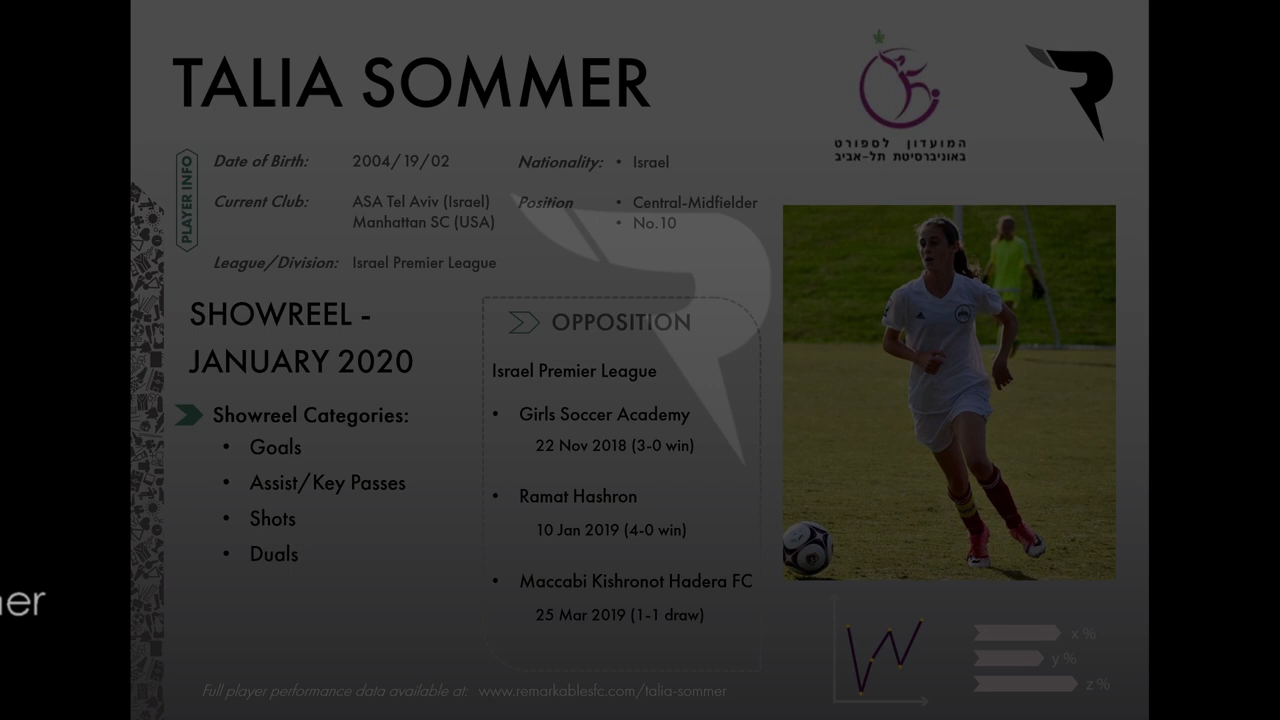 TALIA SOMMER
המועדון לספורט
באוניברסיטת תל-אביב
PLAYER INFO
Date of Birth: 2004/19/02
Nationality: • Israel
Current Club: ASA Tel Aviv (Israel)
Manhattan SC (USA)
Position • Central-Midfielder
• No.10
League/Division: Israel Premier League
SHOWREEL -
JANUARY 2020
Showreel Categories:
• Goals
• Assist/Key Passes
• Shots
• Duals
OPPOSITION
Israel Premier League
• Girls Soccer Academy
22 Nov 2018 (3-0 win)
• Ramat Hashron
10 Jan 2019 (4-0 win)
• Maccabi Kishronot Hadera FC
25 Mar 2019 (1-1 draw)
x %
y %
z %
Full player performance data available at: www.remarkablesfc.com/talia-sommer